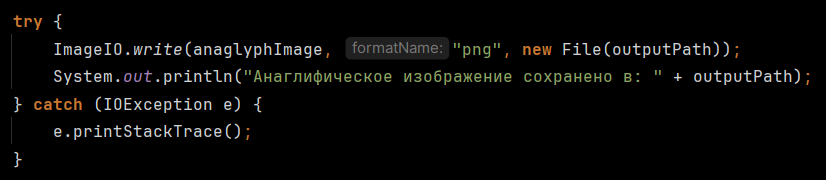 try {
ImageIO.write(anaglyphImage, formatName: "png", new File(outputPath));
System.out.println("Анаглифическое изображение сохранено в: " + outputPath);
} catch (IOException e) {
e.printStackTrace();
}